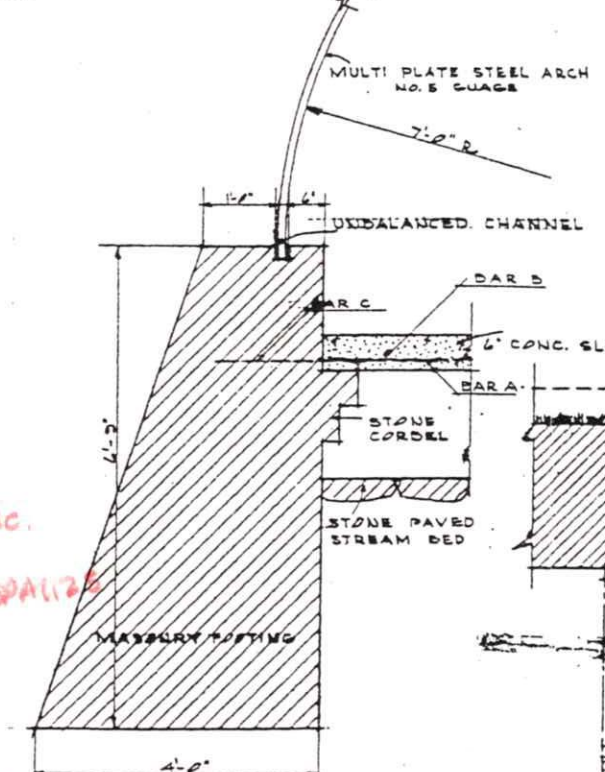 MULTI PLATE STEEL ARCH
NO. 5 GUAGE
7'-0" R.
1'-0"
6"
UNBALANCED CHANNEL
BAR B
BAR C
6" CONC. SL
BAR A
STONE
CORBEL
STONE PAVED
STREAM BED
MASONRY FOOTING
4'-0"